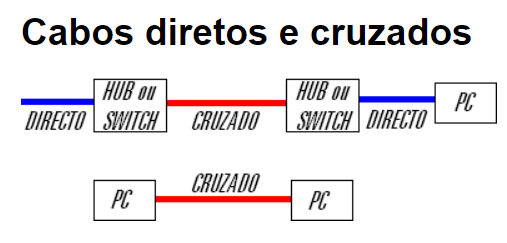 Cabos diretos e cruzados
HUB ou
SWITCH
HUB ou
SWITCH
PC
DIRECTO
CRUZADO
DIRECTO
CRUZADO
PC
PC